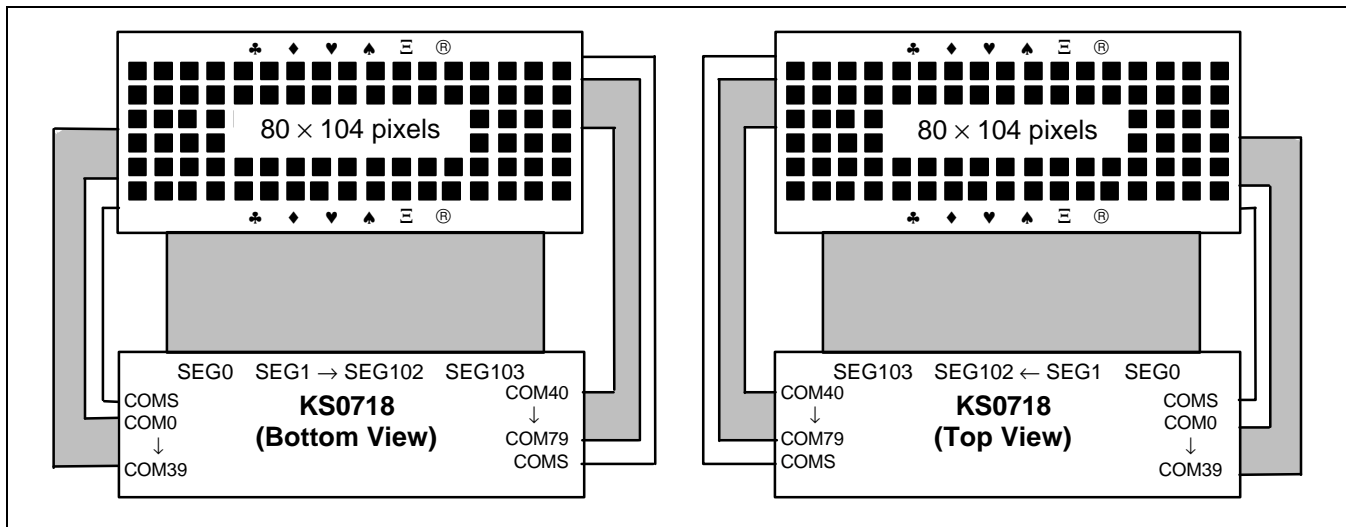 ♣ ♦ ♥ ♠ Ξ ®
80 × 104 pixels
♣ ♦ ♥ ♠ Ξ ®
SEG0 SEG1 → SEG102 SEG103
COMS
COM0
↓
COM39
KS0718
(Bottom View)
COM40
↓
COM79
COMS
♣ ♦ ♥ ♠ Ξ ®
80 × 104 pixels
♣ ♦ ♥ ♠ Ξ ®
SEG103 SEG102 ← SEG1 SEG0
COM40
↓
COM79
COMS
KS0718
(Top View)
COMS
COM0
↓
COM39